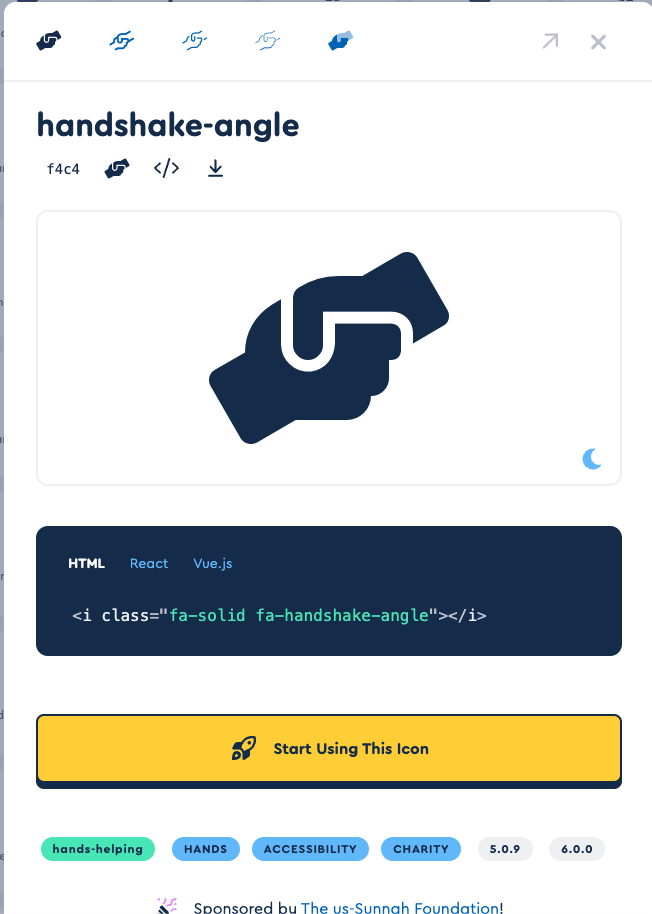 handshake-angle
f4c4
HTML React Vue.js
<i class="fa-solid fa-handshake-angle"></i>
Start Using This Icon
hands-helping HANDS ACCESSIBILITY CHARITY 5.0.9 6.0.0
Sponsored by The us-Sunnah Foundation!